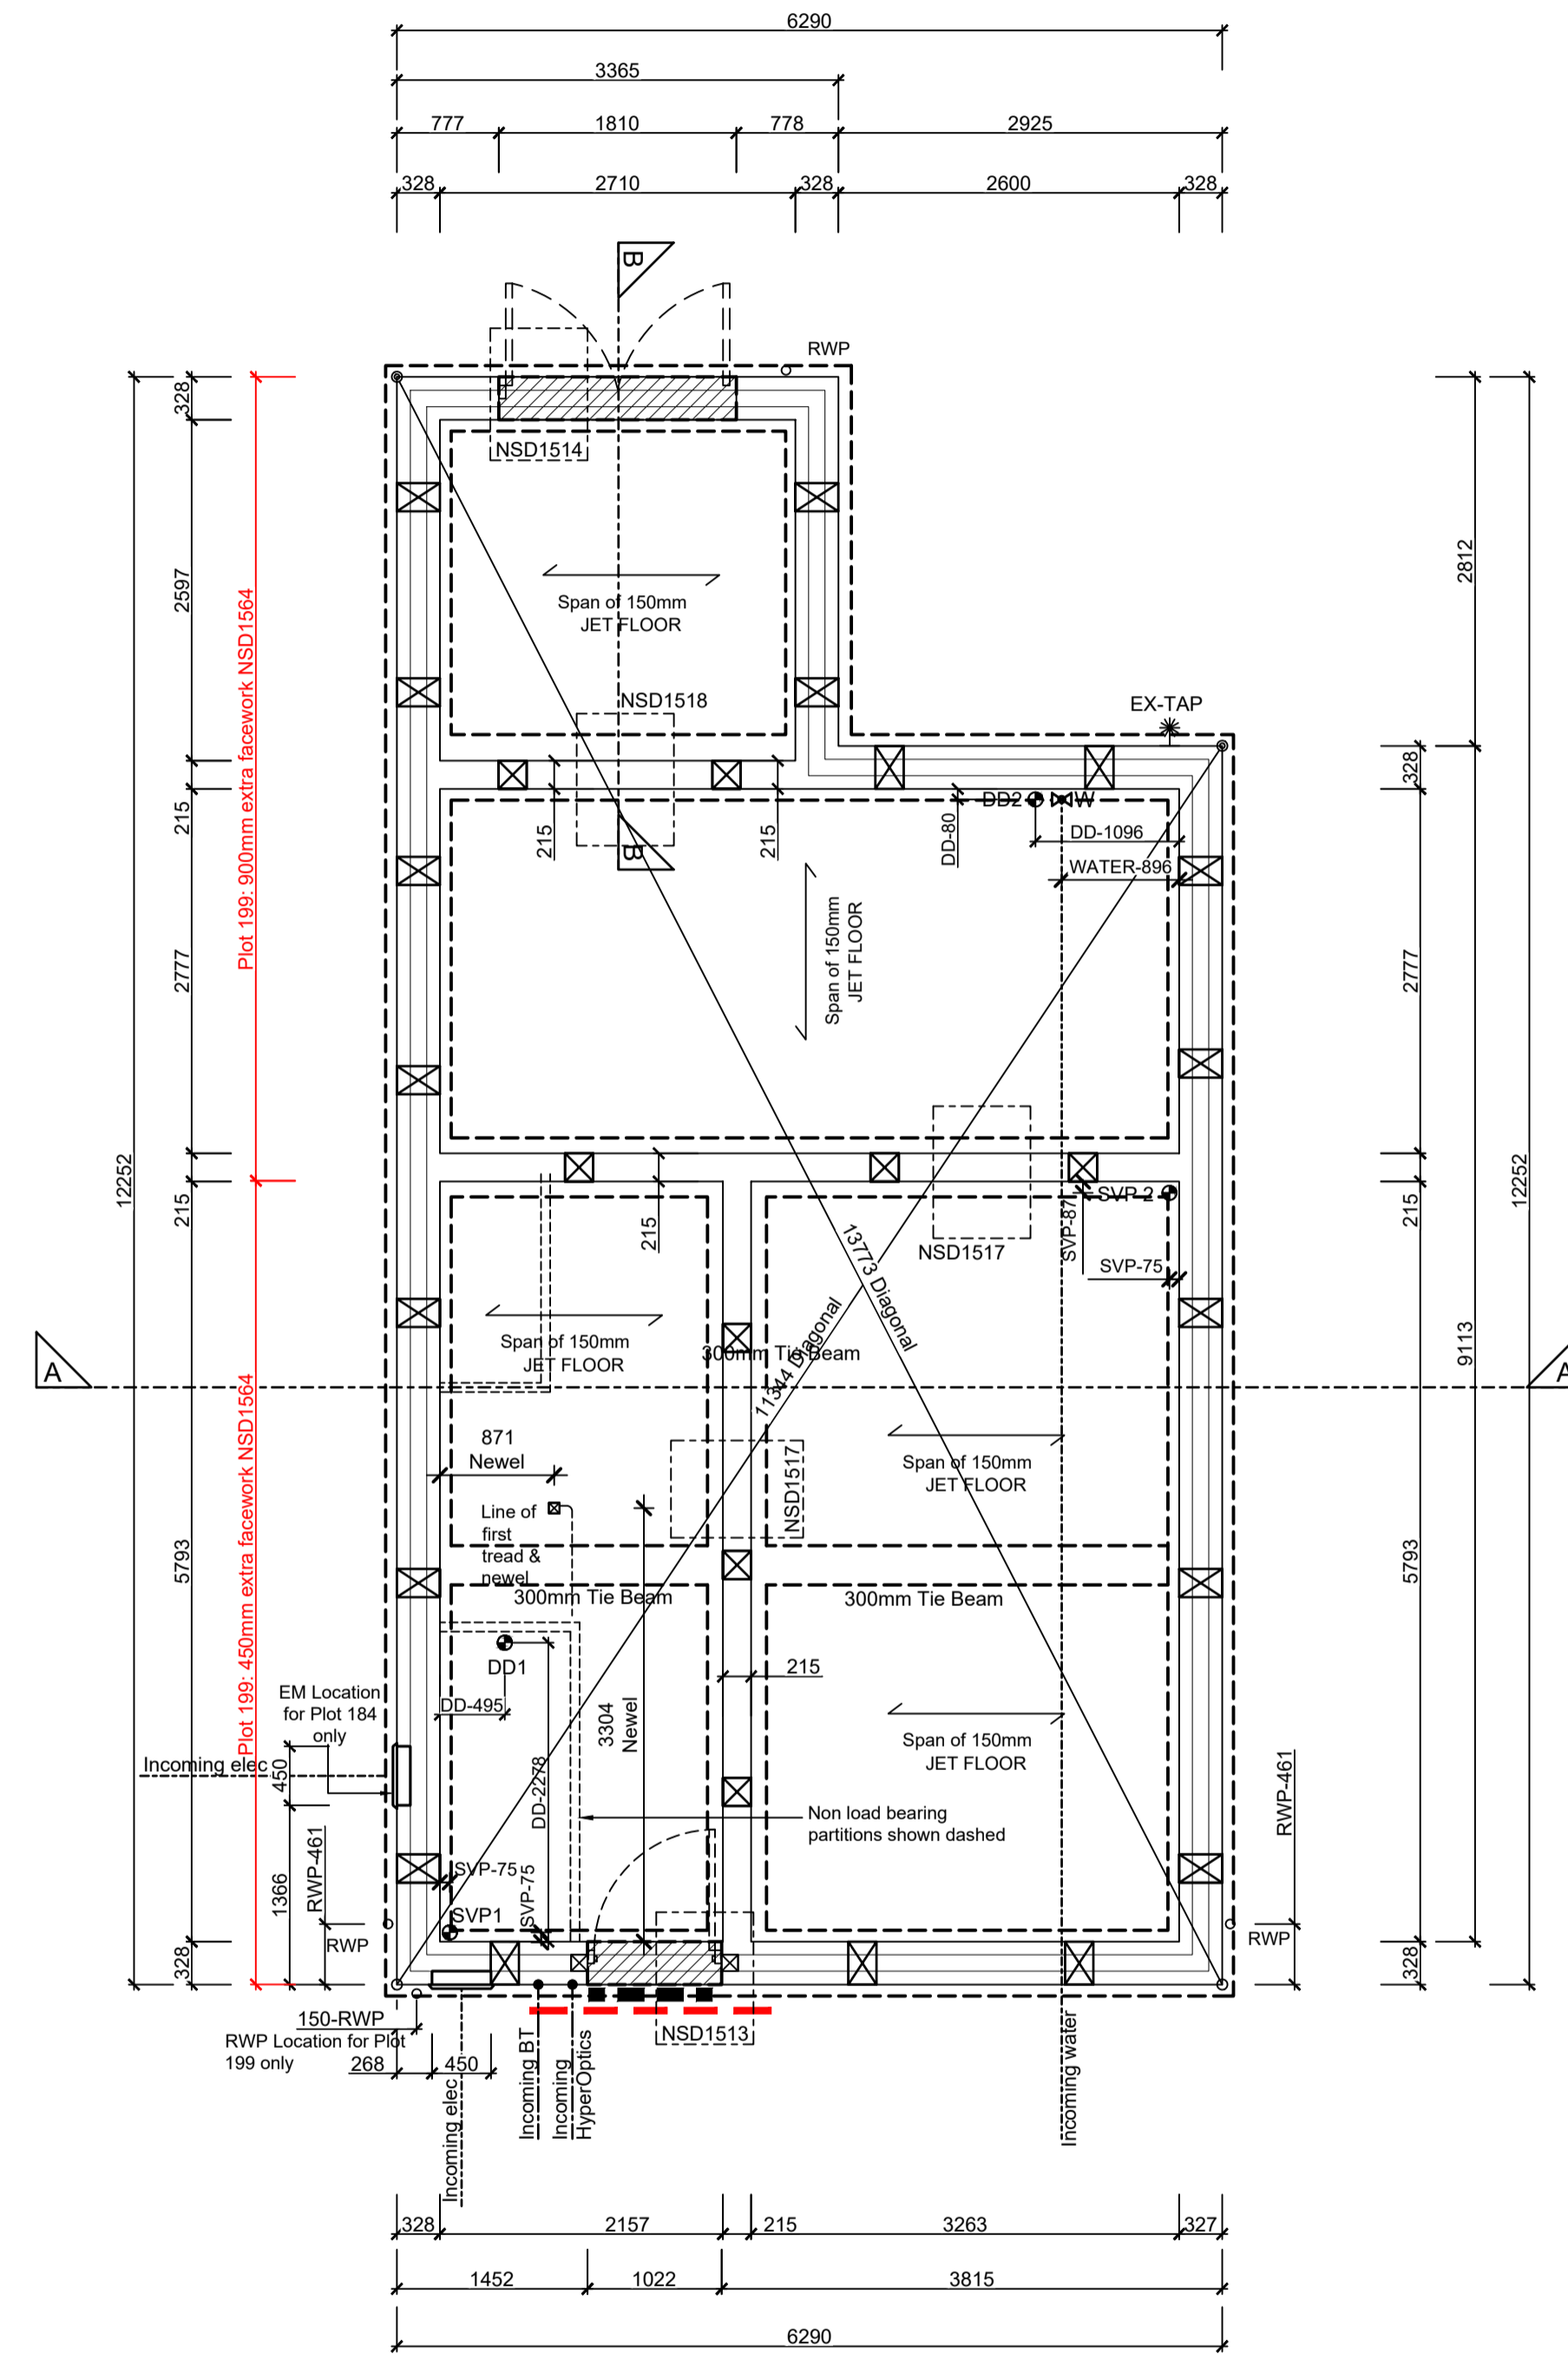 6290
3365
777
1810
778
2925
328
2710
328
2600
328
B
RWP
NSD1514
328
2597
215
2777
215
5793
328
12252
Plot 199: 900mm extra facework NSD1564
Plot 199: 450mm extra facework NSD1564
Span of 150mm
JET FLOOR
NSD1518
EX-TAP
2812
328
2777
215
5793
328
9113
12252
215
B
215
DD-80
DD2
W
DD-1096
WATER-896
Span of 150mm
JET FLOOR
215
NSD1517
SVP-2
SVP-87
SVP-75
13773 Diagonal
11344 Diagonal
Span of 150mm
JET FLOOR
300mm Tie Beam
A
A
871
Newel
Line of
first
tread &
newel
NSD1517
Span of 150mm
JET FLOOR
300mm Tie Beam
300mm Tie Beam
DD1
DD-495
DD-2278
3304
Newel
215
Span of 150mm
JET FLOOR
Non load bearing
partitions shown dashed
EM Location
for Plot 184
only
Incoming elec
450
1366
RWP-461
RWP
SVP-75
SVP-75
SVP1
RWP-461
RWP
150-RWP
RWP Location for Plot
199 only
268
450
NSD1513
Incoming elec
Incoming BT
Incoming
HyperOptics
Incoming water
328
2157
215
3263
327
1452
1022
3815
6290